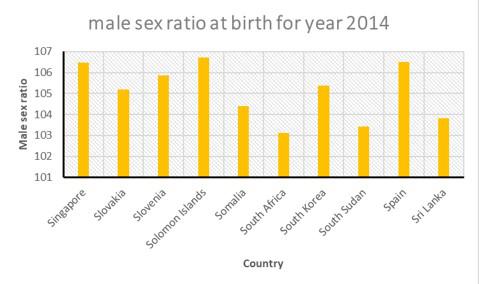 male sex ratio at birth for year 2014
Male sex ratio
107
106
105
104
103
102
101
Singapore
Slovakia
Slovenia
Solomon Islands
Somalia
South Africa
South Korea
South Sudan
Spain
Sri Lanka
Country